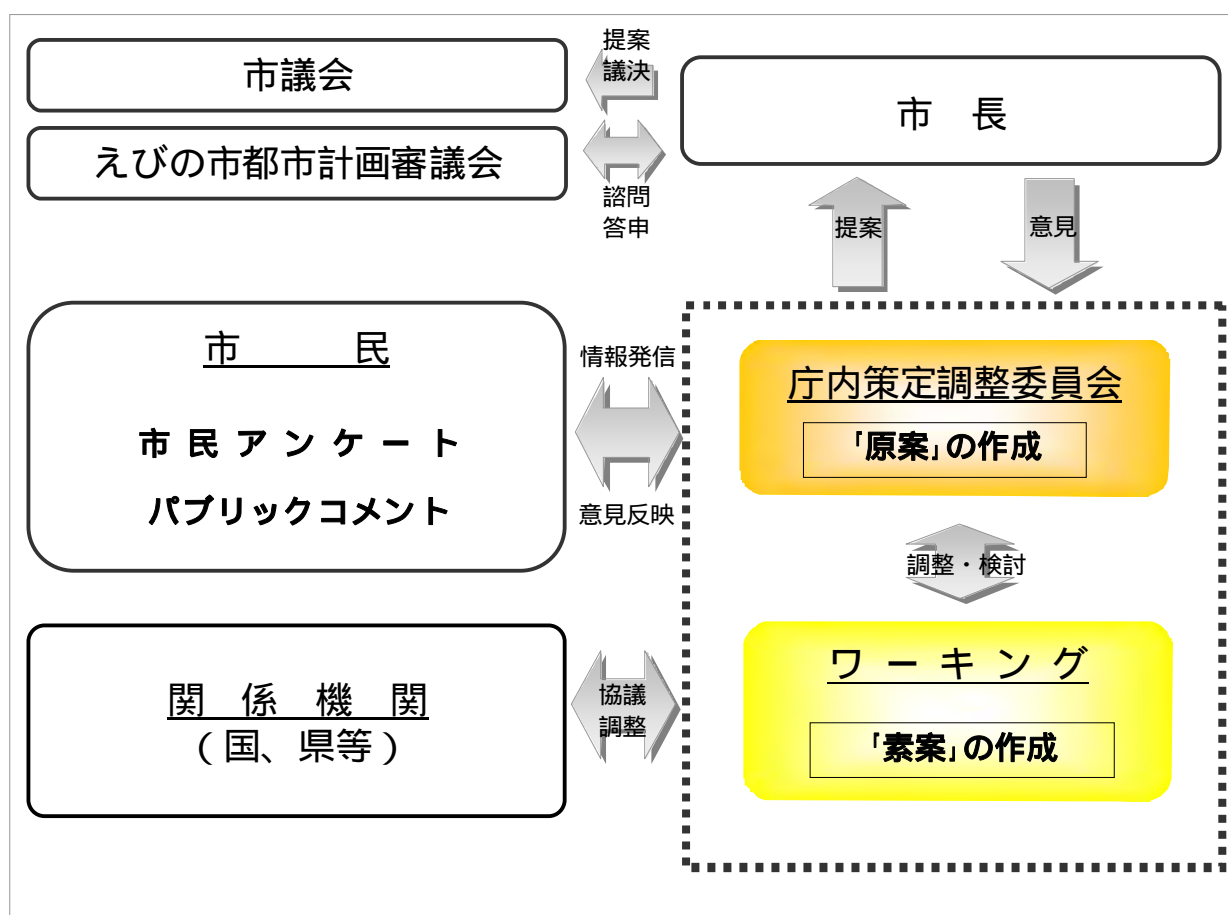 市議会
提案
議決
市　長
えびの市都市計画審議会
諮問
答申
提案
意見
市　　　民
市 民 ア ン ケ ー ト
パブリックコメント
情報発信
意見反映
庁内策定調整委員会
「原案」の作成
調整・検討
関　係　機　関
（国、県等）
協議
調整
ワ ー キ ン グ
「素案」の作成